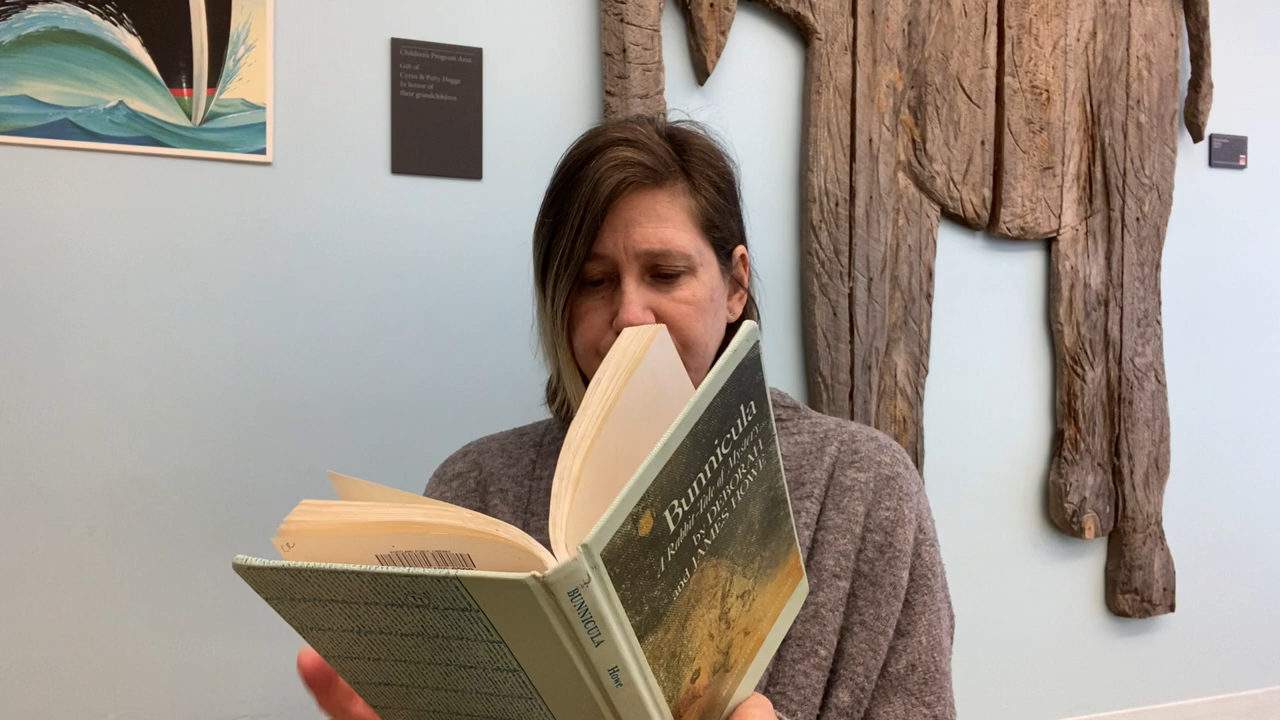 Children's Program Area
Gift of
Cyrus & Patty Hagge
In honor of
their grandchildren
Bunnicula
A Rabbit-Tale of Mystery
by DEBORAH
and JAMES HOWE
BUNNICULA Howe